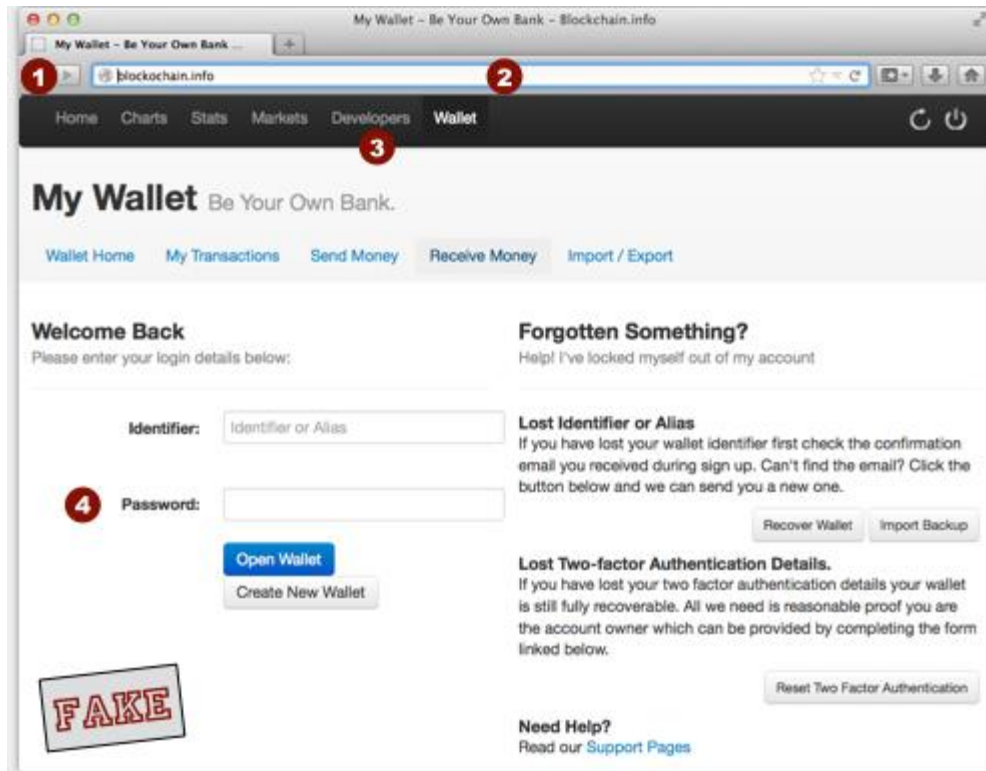 My Wallet – Be Your Own Bank – Blockchain.info
My Wallet – Be Your Own Bank ...
1
blockochain.info
2
Home Charts Stats Markets Developers Wallet
3
My Wallet Be Your Own Bank.
Wallet Home My Transactions Send Money Receive Money Import / Export
Welcome Back
Please enter your login details below:
Identifier: Identifier or Alias
4 Password:
Open Wallet
Create New Wallet
FAKE
Forgotten Something?
Help! I've locked myself out of my account
Lost Identifier or Alias
If you have lost your wallet identifier first check the confirmation
email you received during sign up. Can't find the email? Click the
button below and we can send you a new one.
Recover Wallet Import Backup
Lost Two-factor Authentication Details.
If you have lost your two factor authentication details your wallet
is still fully recoverable. All we need is reasonable proof you are
the account owner which can be provided by completing the form
linked below.
Reset Two Factor Authentication
Need Help?
Read our Support Pages